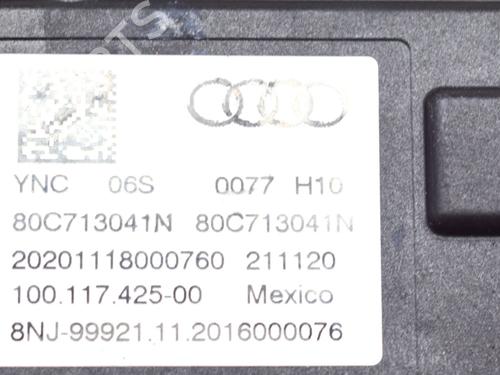 YNC 06S 0077 H10
80C713041N 80C713041N
20201118000760 211120
100.117.425-00 Mexico
8NJ-99921.11.2016000076